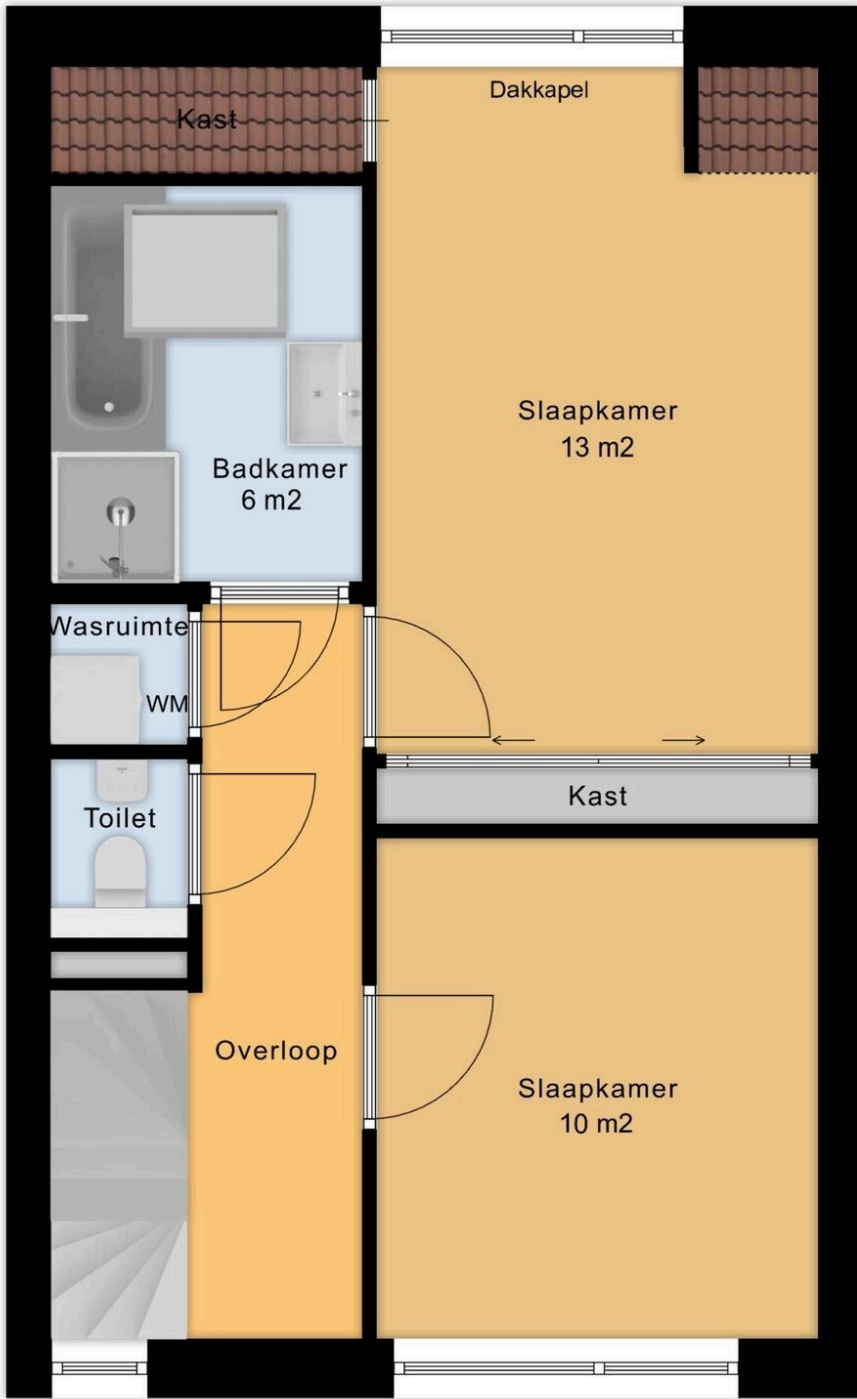 Dakkapel
Kast
Slaapkamer
13 m2
Badkamer
6 m2
Wasruimte
WM
Kast
Toilet
Overloop
Slaapkamer
10 m2